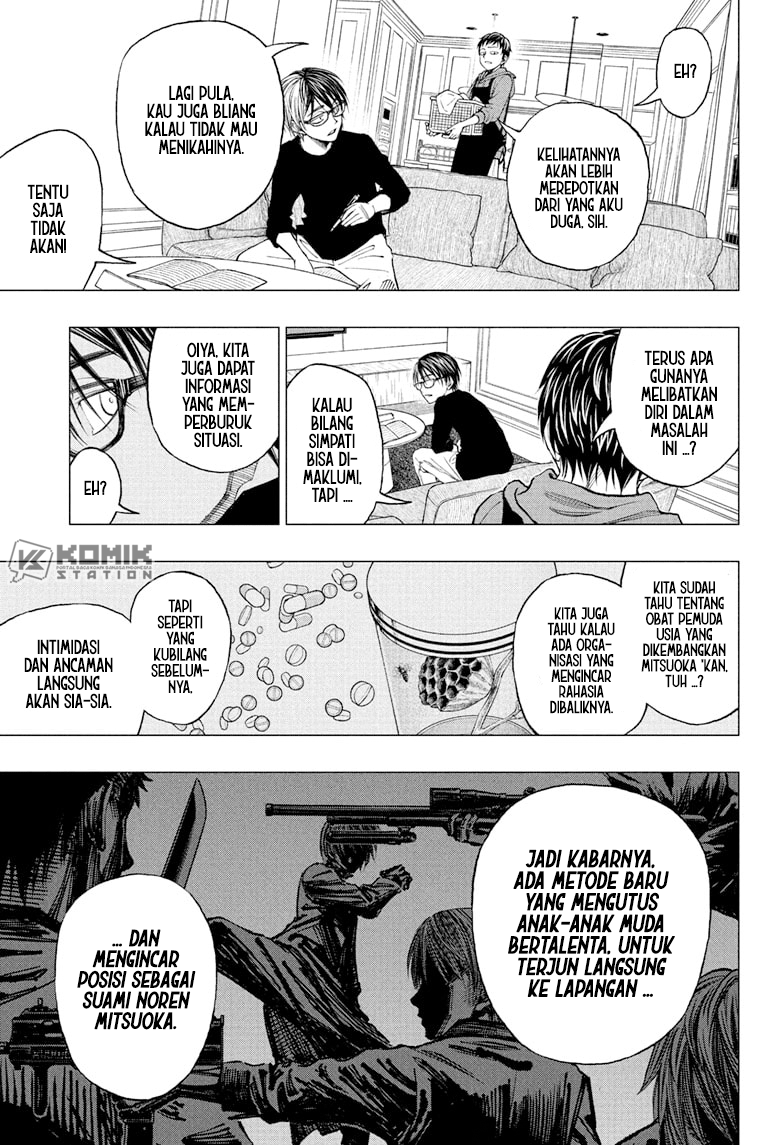 EH?
KELIHATANNYA
AKAN LEBIH
MEREPOTKAN
DARI YANG AKU
DUGA, SIH.
LAGI PULA,
KAU JUGA BLIANG
KALAU TIDAK MAU
MENIKAHINYA.
TENTU
SAJA
TIDAK
AKAN!
TERUS APA
GUNANYA
MELIBATKAN
DIRI DALAM
MASALAH
INI ...?
KALAU
BILANG
SIMPATI
BISA DI-
MAKLUMI,
TAPI ....
OIYA, KITA
JUGA DAPAT
INFORMASI
YANG MEM-
PERBURUK
SITUASI.
EH?
KOMIK
STATION
PORTAL BACA KOMIK BAHASA INDONESIA
KITA SUDAH
TAHU TENTANG
OBAT PEMUDA
USIA YANG
DIKEMBANGKAN
MITSUOKA 'KAN,
TUH ...?
KITA JUGA
TAHU KALAU
ADA ORGA-
NISASI YANG
MENGINCAR
RAHASIA
DIBALIKNYA.
TAPI
SEPERTI
YANG
KUBILANG
SEBELUM-
NYA,
INTIMIDASI
DAN ANCAMAN
LANGSUNG
AKAN SIA-SIA.
JADI KABARNYA,
ADA METODE BARU
YANG MENGUTUS
ANAK-ANAK MUDA
BERTALENTA, UNTUK
TERJUN LANGSUNG
KE LAPANGAN ...
... DAN
MENGINCAR
POSISI SEBAGAI
SUAMI NOREN
MITSUOKA.